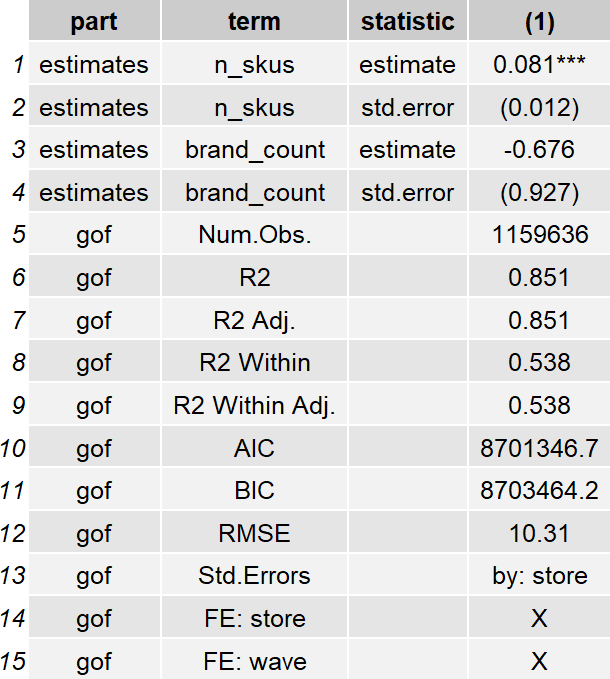 part term statistic (1)
1 estimates n_skus estimate 0.081***
2 estimates n_skus std.error (0.012)
3 estimates brand_count estimate -0.676
4 estimates brand_count std.error (0.927)
5 gof Num.Obs. 1159636
6 gof R2 0.851
7 gof R2 Adj. 0.851
8 gof R2 Within 0.538
9 gof R2 Within Adj. 0.538
10 gof AIC 8701346.7
11 gof BIC 8703464.2
12 gof RMSE 10.31
13 gof Std.Errors by: store
14 gof FE: store X
15 gof FE: wave X